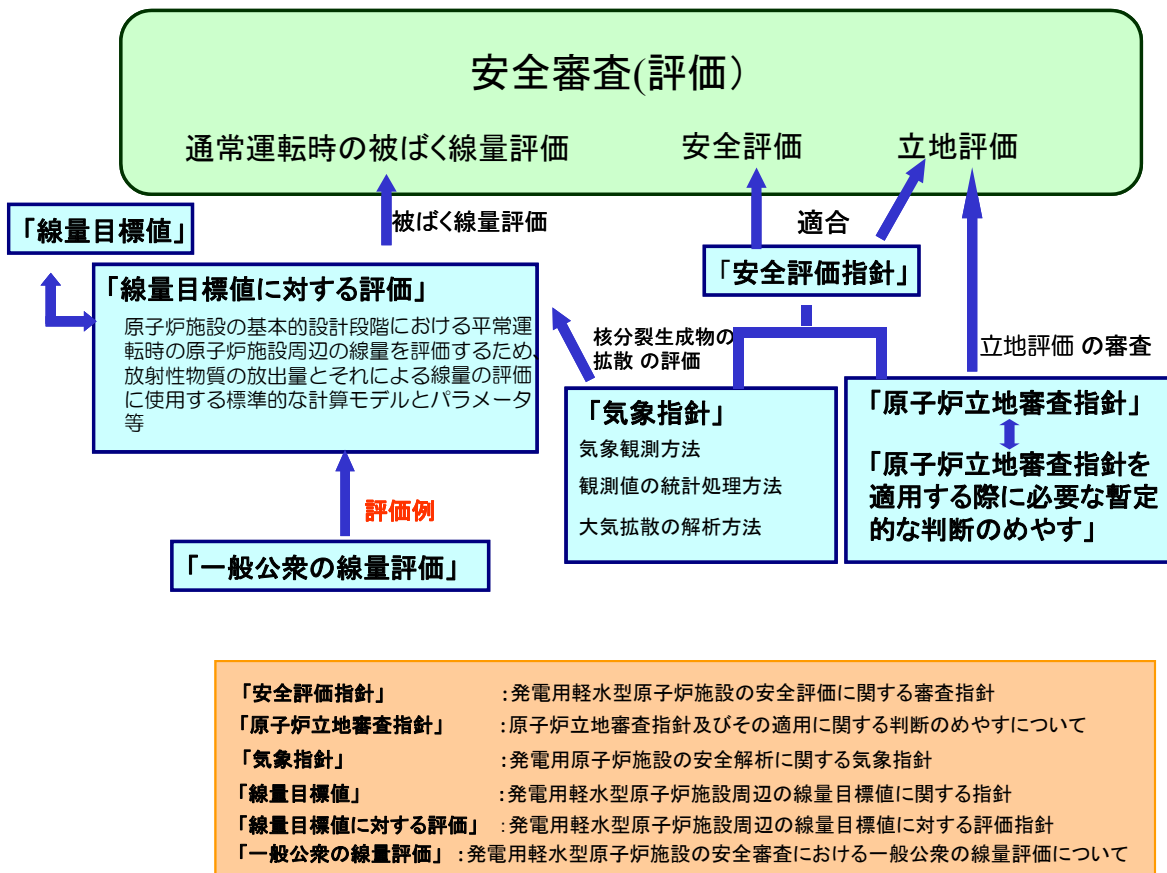 安全審査(評価）
通常運転時の被ばく線量評価
安全評価
立地評価
「線量目標値」
被ばく線量評価
適合
「安全評価指針」
「線量目標値に対する評価」
原子炉施設の基本的設計段階における平常運
転時の原子炉施設周辺の線量を評価するため、
放射性物質の放出量とそれによる線量の評価
に使用する標準的な計算モデルとパラメータ
等
核分裂生成物の
拡散 の評価
立地評価 の審査
「気象指針」
気象観測方法
観測値の統計処理方法
大気拡散の解析方法
「原子炉立地審査指針」
「原子炉立地審査指針を
適用する際に必要な暫定
的な判断のめやす」
評価例
「一般公衆の線量評価」
「安全評価指針」 ：発電用軽水型原子炉施設の安全評価に関する審査指針
「原子炉立地審査指針」 ：原子炉立地審査指針及びその適用に関する判断のめやすについて
「気象指針」 ：発電用原子炉施設の安全解析に関する気象指針
「線量目標値」 ：発電用軽水型原子炉施設周辺の線量目標値に関する指針
「線量目標値に対する評価」 ：発電用軽水型原子炉施設周辺の線量目標値に対する評価指針
「一般公衆の線量評価」 ：発電用軽水型原子炉施設の安全審査における一般公衆の線量評価について